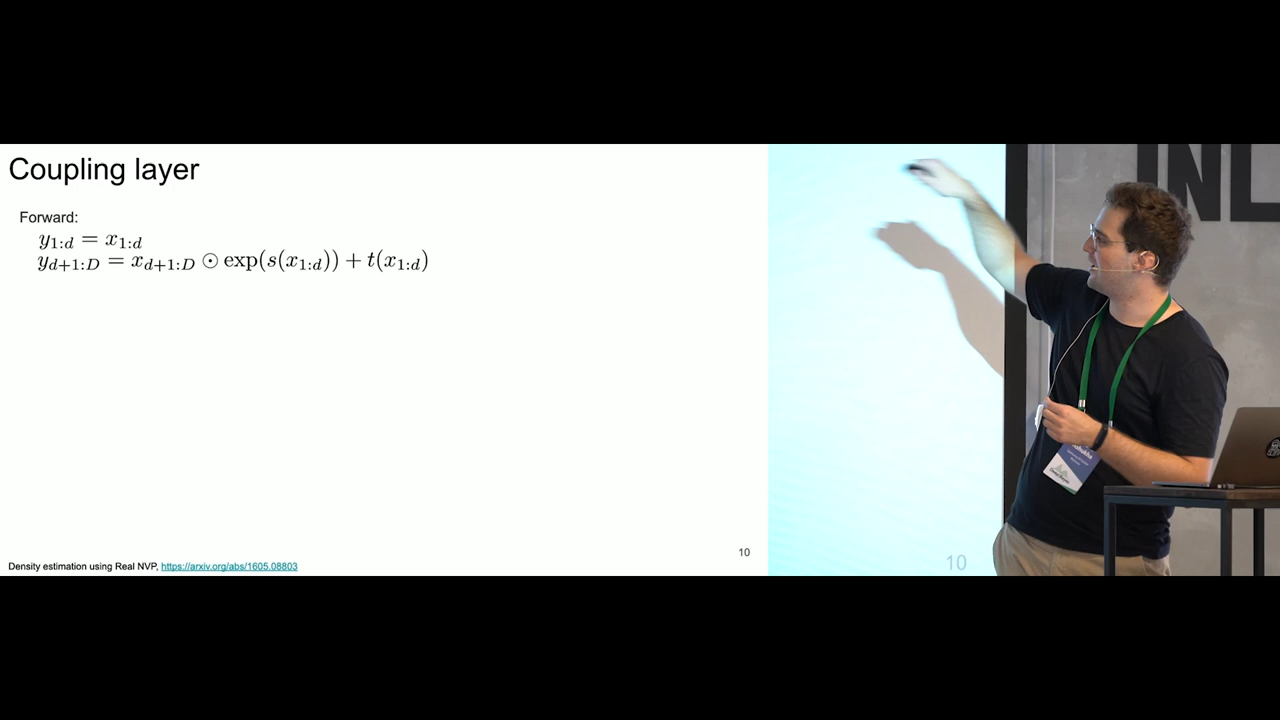 Coupling layer
Forward:
y_{1:d} = x_{1:d}
y_{d+1:D} = x_{d+1:D} ⊙ exp(s(x_{1:d})) + t(x_{1:d})
10
Density estimation using Real NVP, https://arxiv.org/abs/1605.08803
10